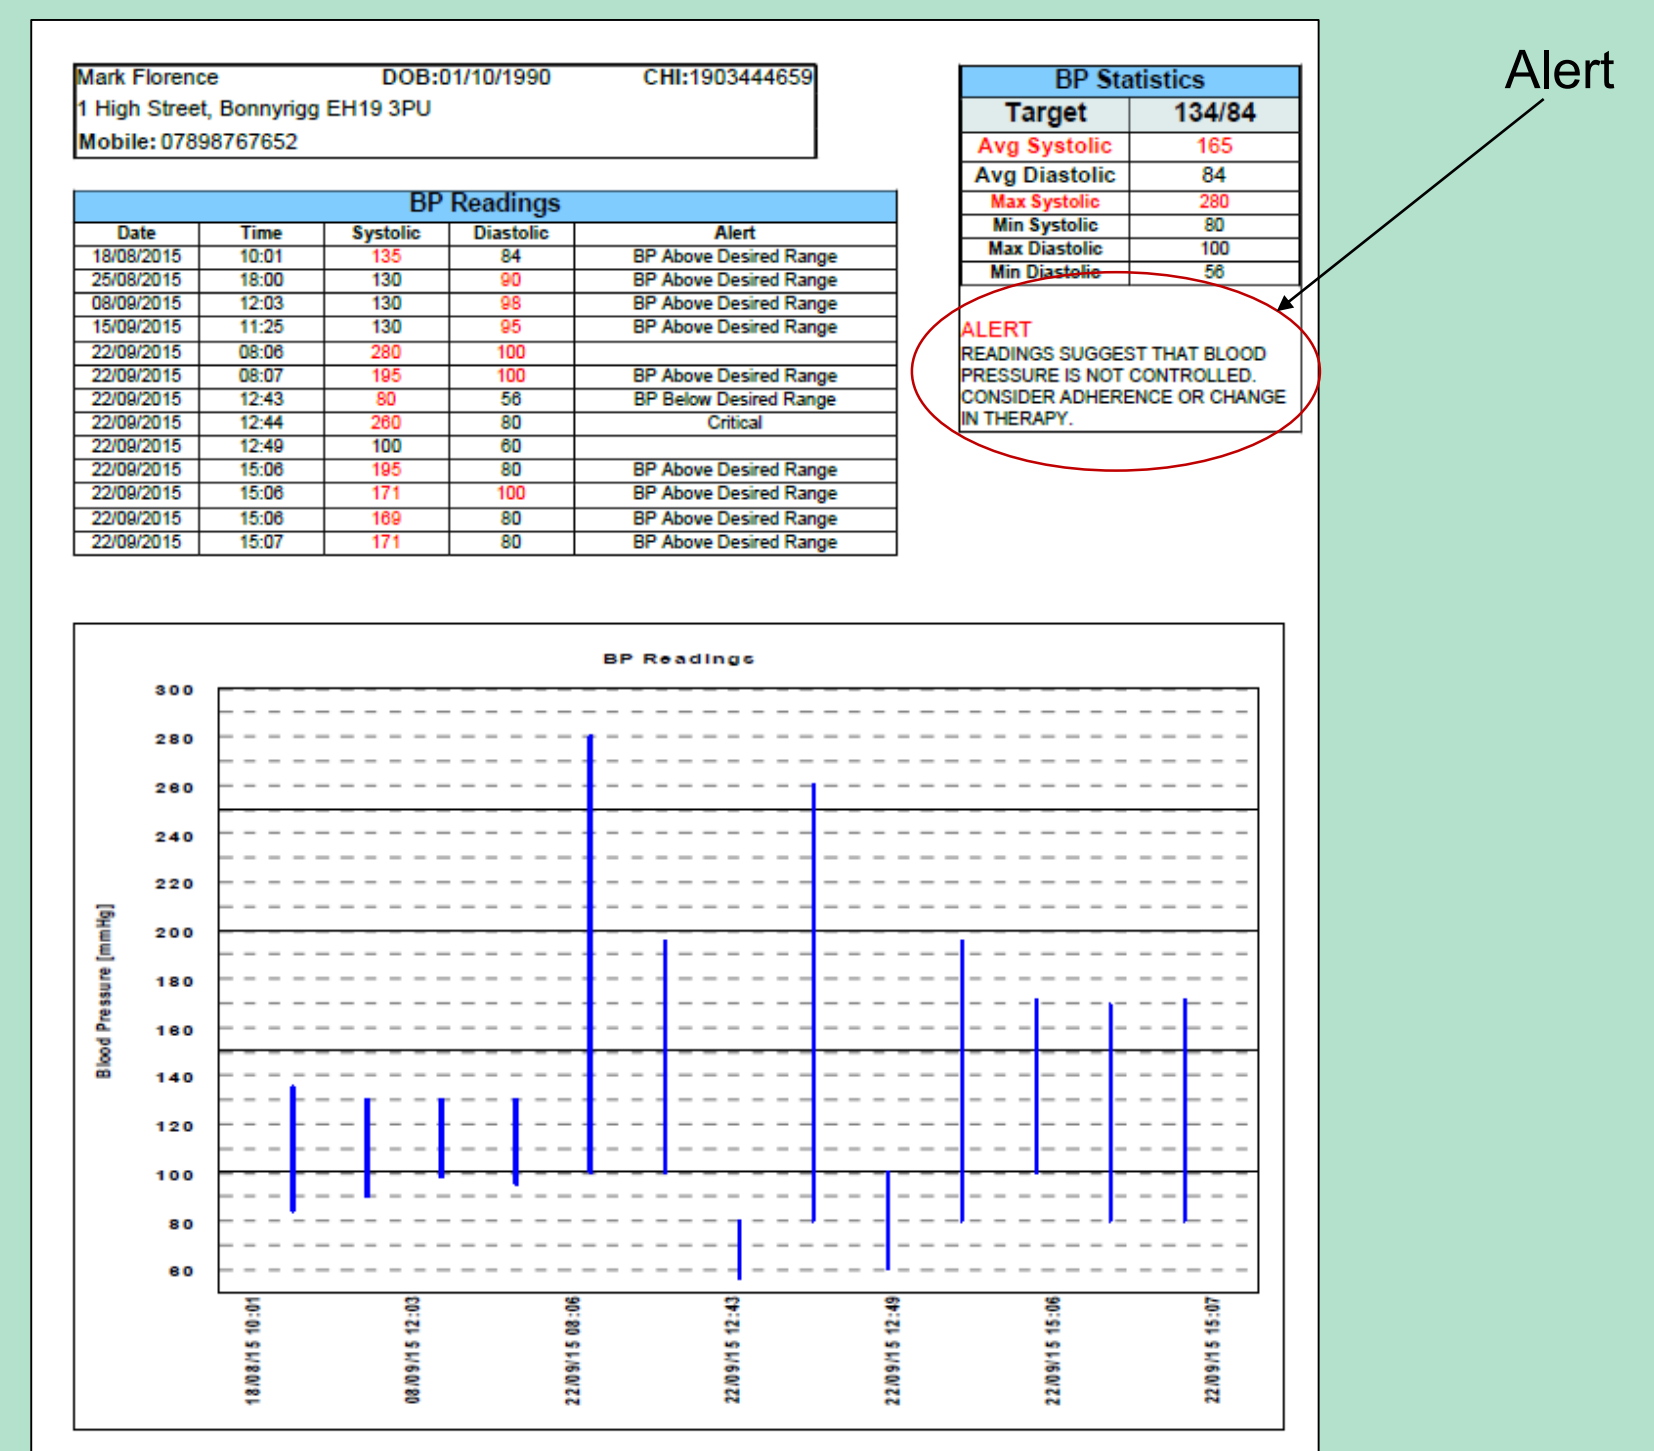 Alert
Mark Florence DOB:01/10/1990 CHI:1903444659
1 High Street, Bonnyrigg EH19 3PU
Mobile: 07898767652
BP Readings
Date Time Systolic Diastolic Alert
18/08/2015 10:01 135 84 BP Above Desired Range
25/08/2015 18:00 130 90 BP Above Desired Range
08/09/2015 12:03 130 98 BP Above Desired Range
15/09/2015 11:25 130 95 BP Above Desired Range
22/09/2015 08:06 280 100
22/09/2015 08:07 195 100 BP Above Desired Range
22/09/2015 12:43 80 56 BP Below Desired Range
22/09/2015 12:44 260 80 Critical
22/09/2015 12:49 100 60
22/09/2015 15:06 195 80 BP Above Desired Range
22/09/2015 15:06 171 100 BP Above Desired Range
22/09/2015 15:06 169 80 BP Above Desired Range
22/09/2015 15:07 171 80 BP Above Desired Range
BP Statistics
Target 134/84
Avg Systolic 165
Avg Diastolic 84
Max Systolic 280
Min Systolic 80
Max Diastolic 100
Min Diastolic 56
ALERT
READINGS SUGGEST THAT BLOOD
PRESSURE IS NOT CONTROLLED.
CONSIDER ADHERENCE OR CHANGE
IN THERAPY.
BP Readings
Blood Pressure [mmHg]
300
280
260
240
220
200
180
160
140
120
100
80
60
18/08/15 10:01
08/09/15 12:03
22/09/15 08:06
22/09/15 12:43
22/09/15 12:49
22/09/15 15:06
22/09/15 15:07